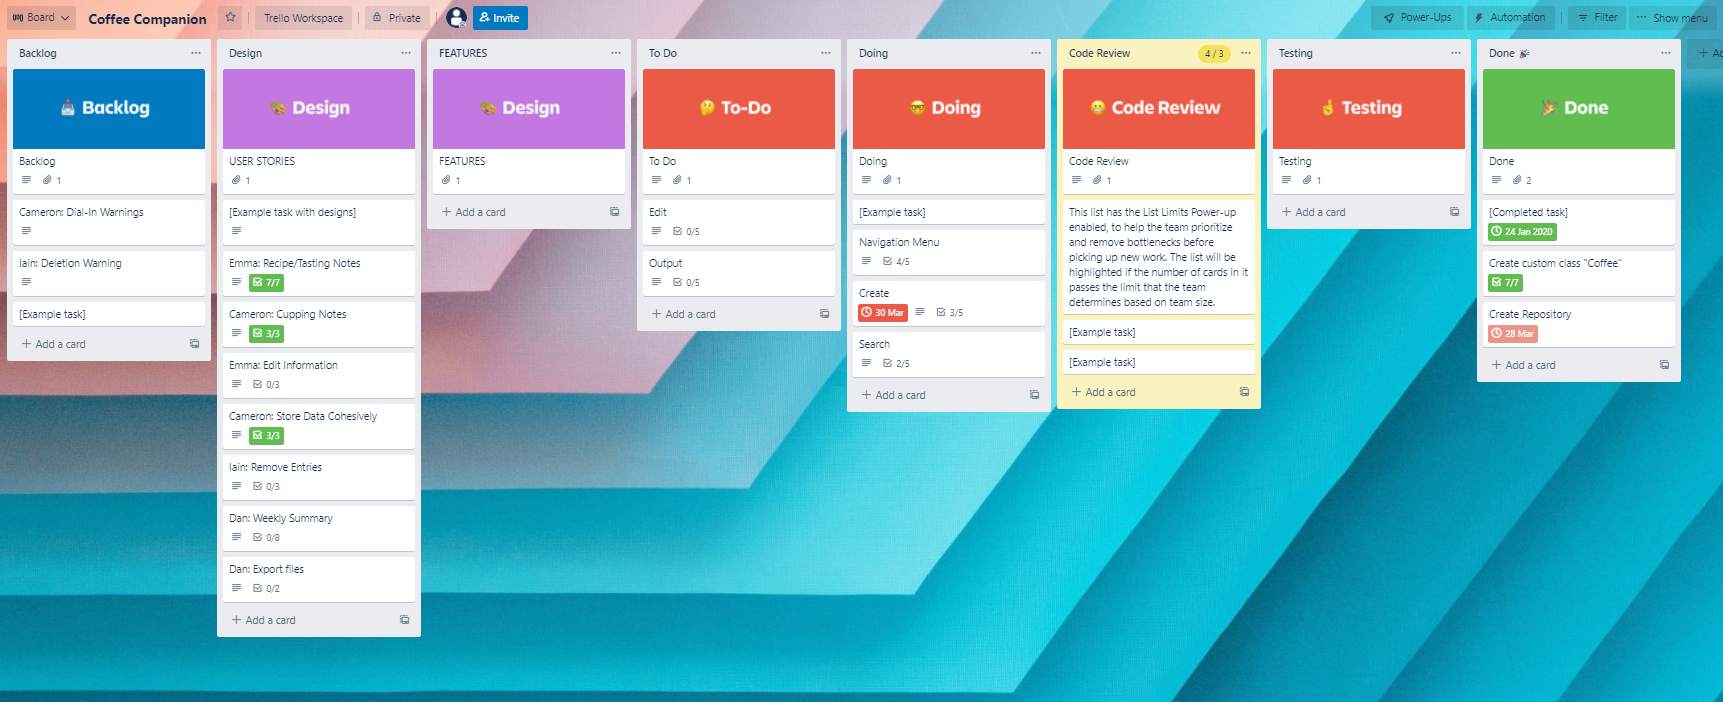 Board
Coffee Companion
Trello Workspace
Private
Invite
Power-Ups
Automation
Filter
Show menu
Backlog
Backlog
Backlog
1
Cameron: Dial-In Warnings
Iain: Deletion Warning
[Example task]
+ Add a card
Design
Design
USER STORIES
1
[Example task with designs]
Emma: Recipe/Tasting Notes
7/7
Cameron: Cupping Notes
3/3
Emma: Edit Information
0/3
Cameron: Store Data Cohesively
3/3
Iain: Remove Entries
0/3
Dan: Weekly Summary
0/8
Dan: Export files
0/2
+ Add a card
FEATURES
Design
FEATURES
1
+ Add a card
To Do
To-Do
To Do
1
Edit
0/5
Output
0/5
+ Add a card
Doing
Doing
Doing
1
[Example task]
Navigation Menu
4/5
Create
30 Mar
3/5
Search
2/5
+ Add a card
Code Review
4 / 3
Code Review
Code Review
1
This list has the List Limits Power-up
enabled, to help the team prioritize
and remove bottlenecks before
picking up new work. The list will be
highlighted if the number of cards in it
passes the limit that the team
determines based on team size.
[Example task]
[Example task]
+ Add a card
Testing
Testing
Testing
1
+ Add a card
Done
Done
Done
2
[Completed task]
24 Jan 2020
Create custom class "Coffee"
7/7
Create Repository
28 Mar
+ Add a card